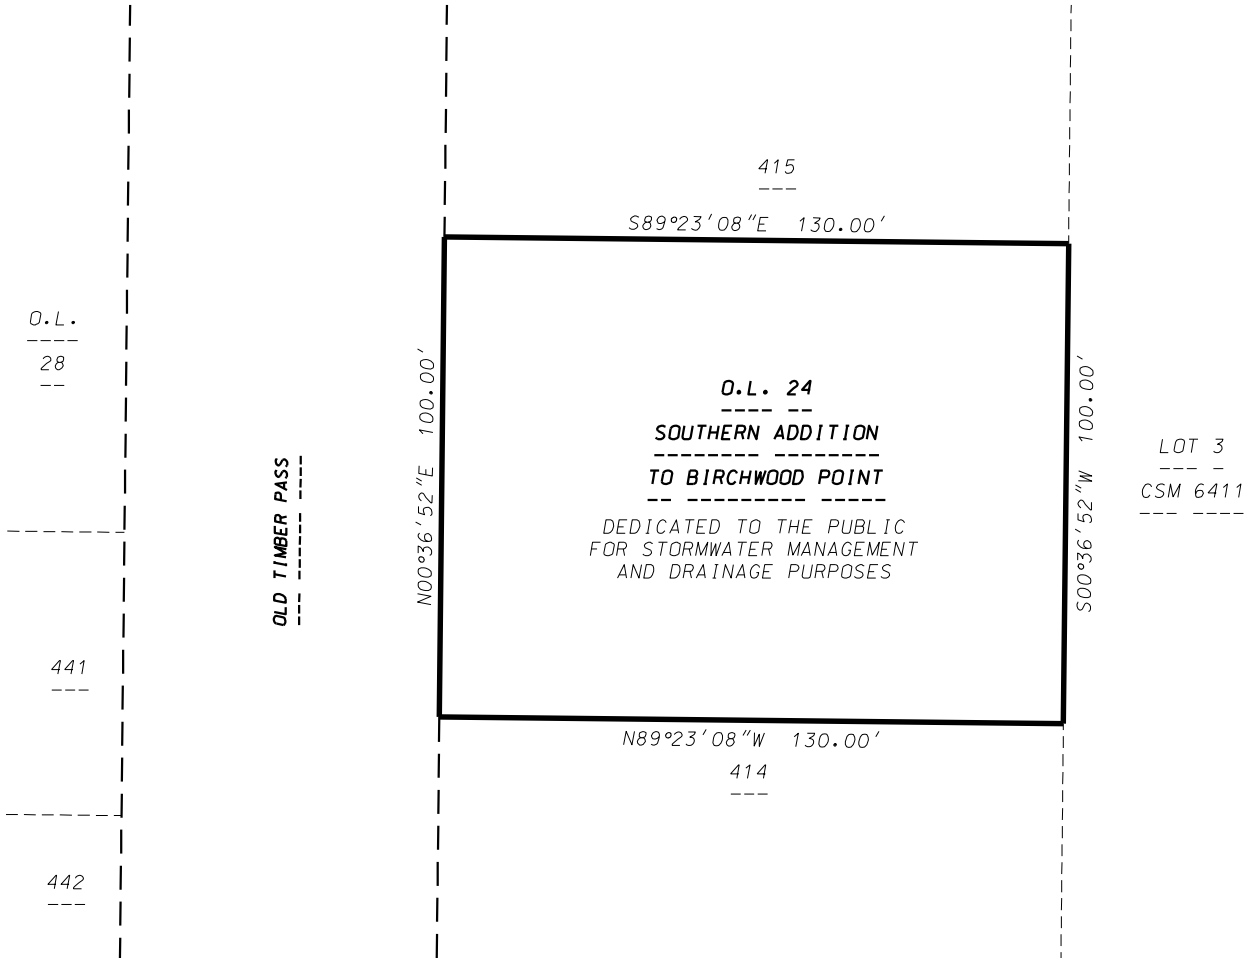 415
S89°23'08"E 130.00'
O.L.
28
N00°36'52"E 100.00'
O.L. 24
SOUTHERN ADDITION
TO BIRCHWOOD POINT
DEDICATED TO THE PUBLIC
FOR STORMWATER MANAGEMENT
AND DRAINAGE PURPOSES
S00°36'52"W 100.00'
LOT 3
CSM 6411
OLD TIMBER PASS
441
N89°23'08"W 130.00'
414
442